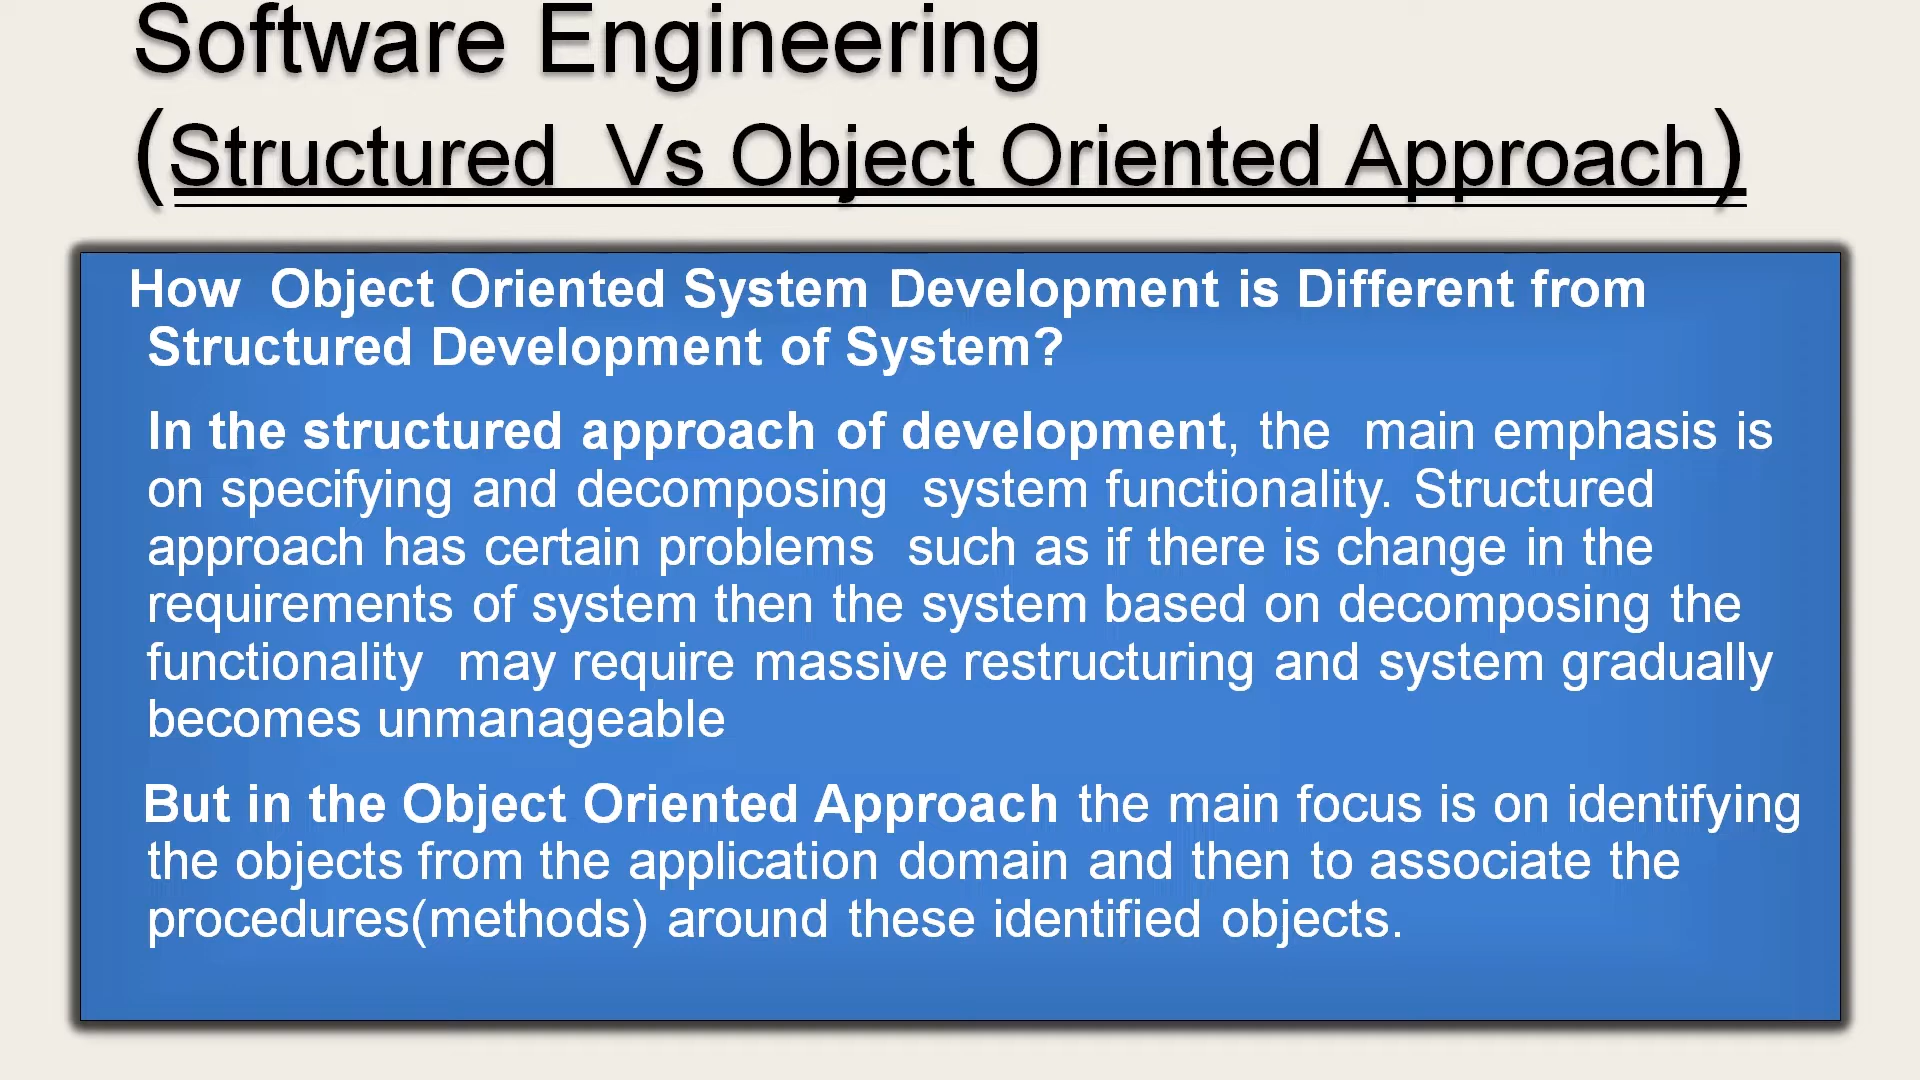 Software Engineering
(Structured Vs Object Oriented Approach)
How Object Oriented System Development is Different from
Structured Development of System?
In the structured approach of development, the main emphasis is
on specifying and decomposing system functionality. Structured
approach has certain problems such as if there is change in the
requirements of system then the system based on decomposing the
functionality may require massive restructuring and system gradually
becomes unmanageable
But in the Object Oriented Approach the main focus is on identifying
the objects from the application domain and then to associate the
procedures(methods) around these identified objects.